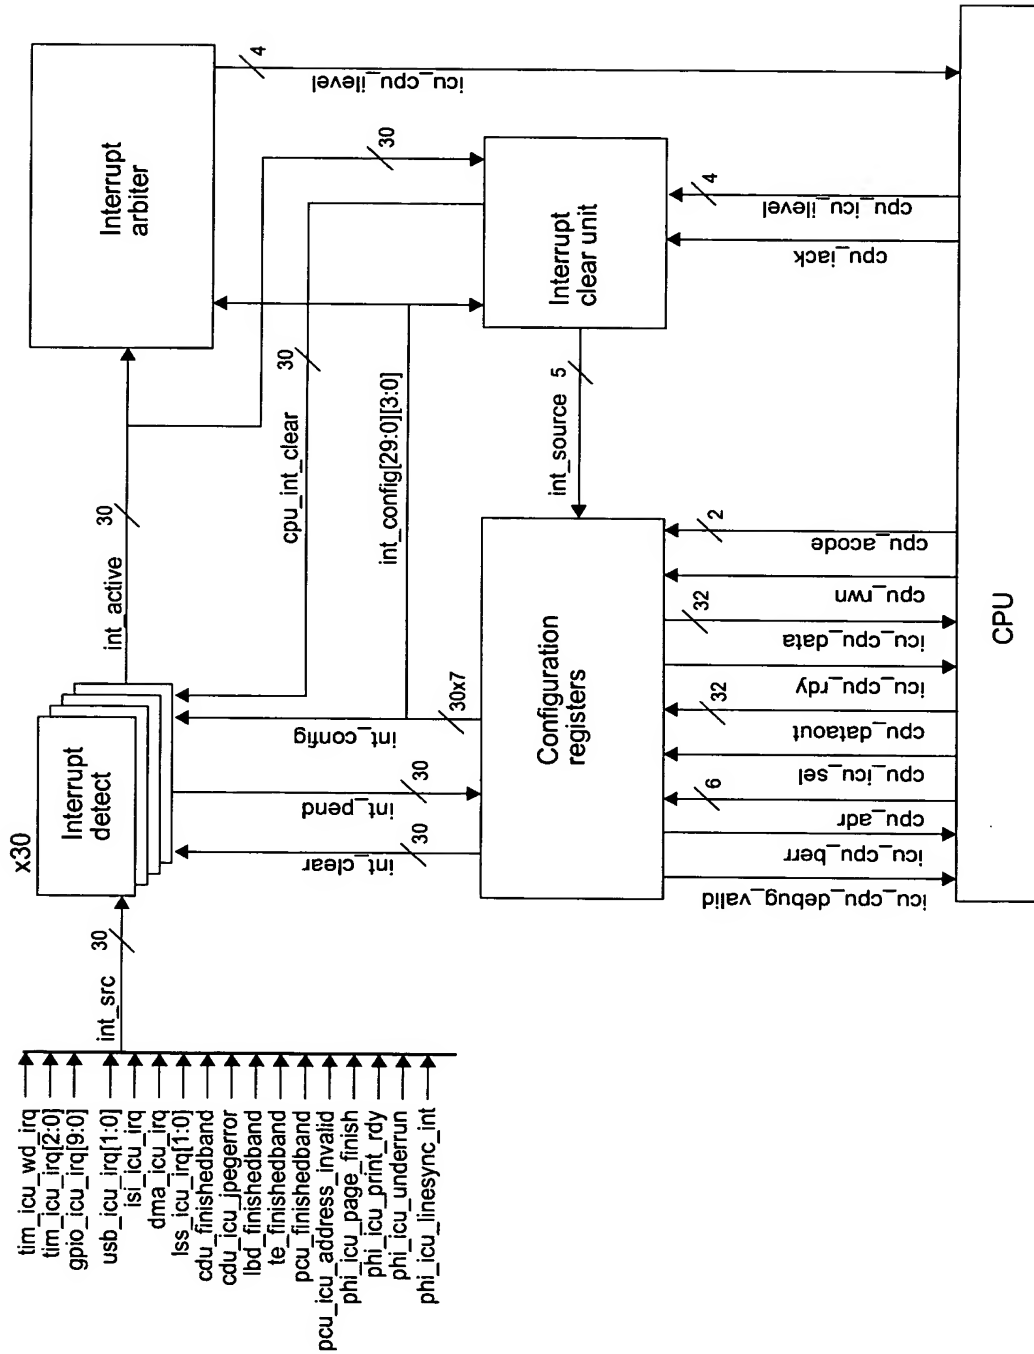 tim_icu_wd_irq
tim_icu_irq[2:0]
gpio_icu_irq[9:0]
usb_icu_irq[1:0]
isi_icu_irq
dma_icu_irq
lss_icu_irq[1:0]
cdu_finishedband
cdu_icu_jpegerror
lbd_finishedband
te_finishedband
pcu_finishedband
pcu_icu_address_invalid
phi_icu_page_finish
phi_icu_print_rdy
phi_icu_underrun
phi_icu_linesync_int
int_src
30
x30
Interrupt
detect
int_active
30
Interrupt
arbiter
4
icu_cpu_ilevel
30
cpu_int_clear
30
int_config[29:0][3:0]
int_clear
30
int_pend
30
int_config
30x7
Configuration
registers
int_source
5
Interrupt
clear unit
cpu_iack
cpu_icu_ilevel
4
icu_cpu_debug_valid
icu_cpu_berr
cpu_adr
6
cpu_icu_sel
cpu_dataout
32
icu_cpu_rdy
icu_cpu_data
32
cpu_rwn
cpu_acode
2
CPU